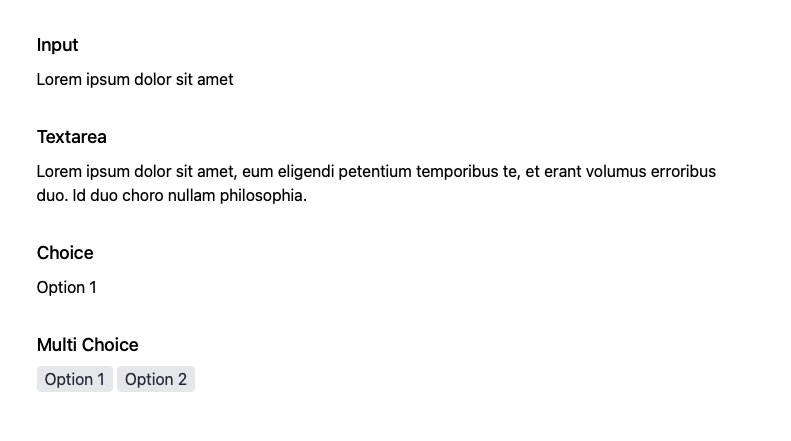 Input
Lorem ipsum dolor sit amet
Textarea
Lorem ipsum dolor sit amet, eum eligendi petentium temporibus te, et erant volumus erroribus
duo. Id duo choro nullam philosophia.
Choice
Option 1
Multi Choice
Option 1 Option 2